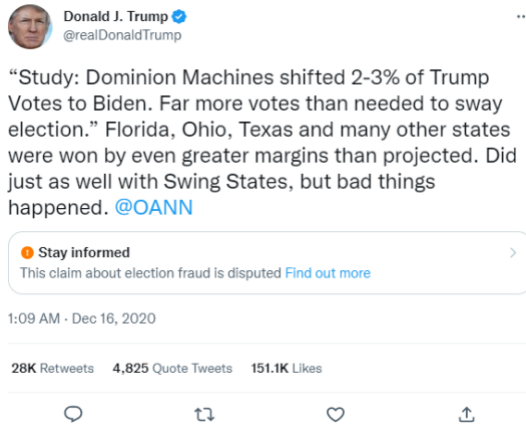 Donald J. Trump
@realDonaldTrump
“Study: Dominion Machines shifted 2-3% of Trump
Votes to Biden. Far more votes than needed to sway
election.” Florida, Ohio, Texas and many other states
were won by even greater margins than projected. Did
just as well with Swing States, but bad things
happened. @OANN
Stay informed
This claim about election fraud is disputed Find out more
1:09 AM · Dec 16, 2020
28K Retweets 4,825 Quote Tweets 151.1K Likes